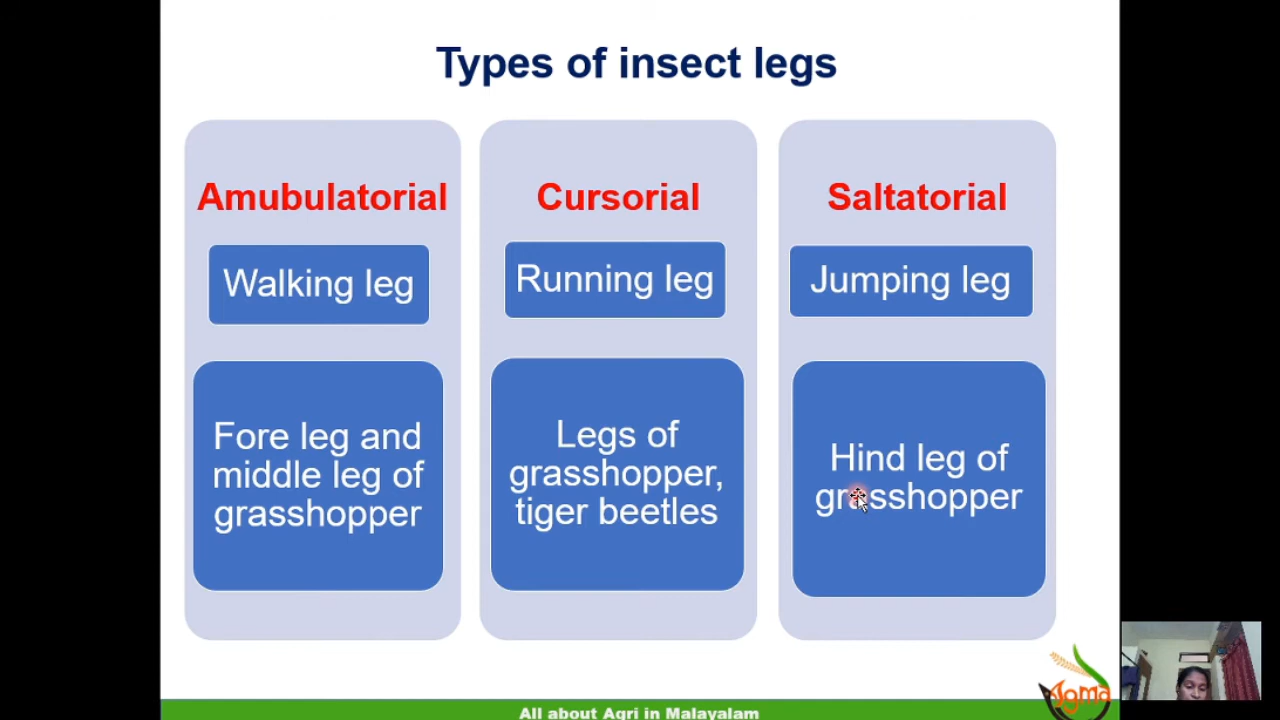 Types of insect legs
Amubulatorial
Walking leg
Fore leg and
middle leg of
grasshopper
Cursorial
Running leg
Legs of
grasshopper,
tiger beetles
Saltatorial
Jumping leg
Hind leg of
grasshopper
All about Agri in Malayalam